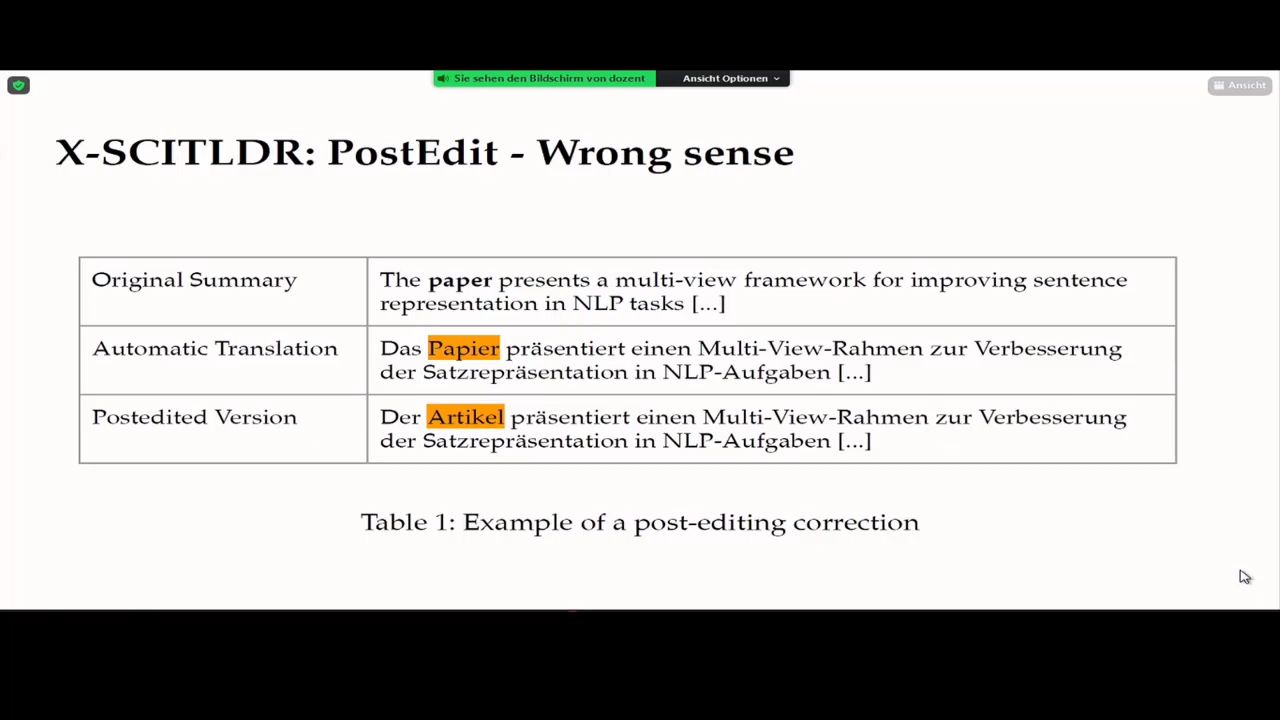 Sie sehen den Bildschirm von dozent
Ansicht Optionen
Ansicht
X-SCITLDR: PostEdit - Wrong sense
Original Summary
The paper presents a multi-view framework for improving sentence
representation in NLP tasks [...]
Automatic Translation
Das Papier präsentiert einen Multi-View-Rahmen zur Verbesserung
der Satzrepräsentation in NLP-Aufgaben [...]
Postedited Version
Der Artikel präsentiert einen Multi-View-Rahmen zur Verbesserung
der Satzrepräsentation in NLP-Aufgaben [...]
Table 1: Example of a post-editing correction